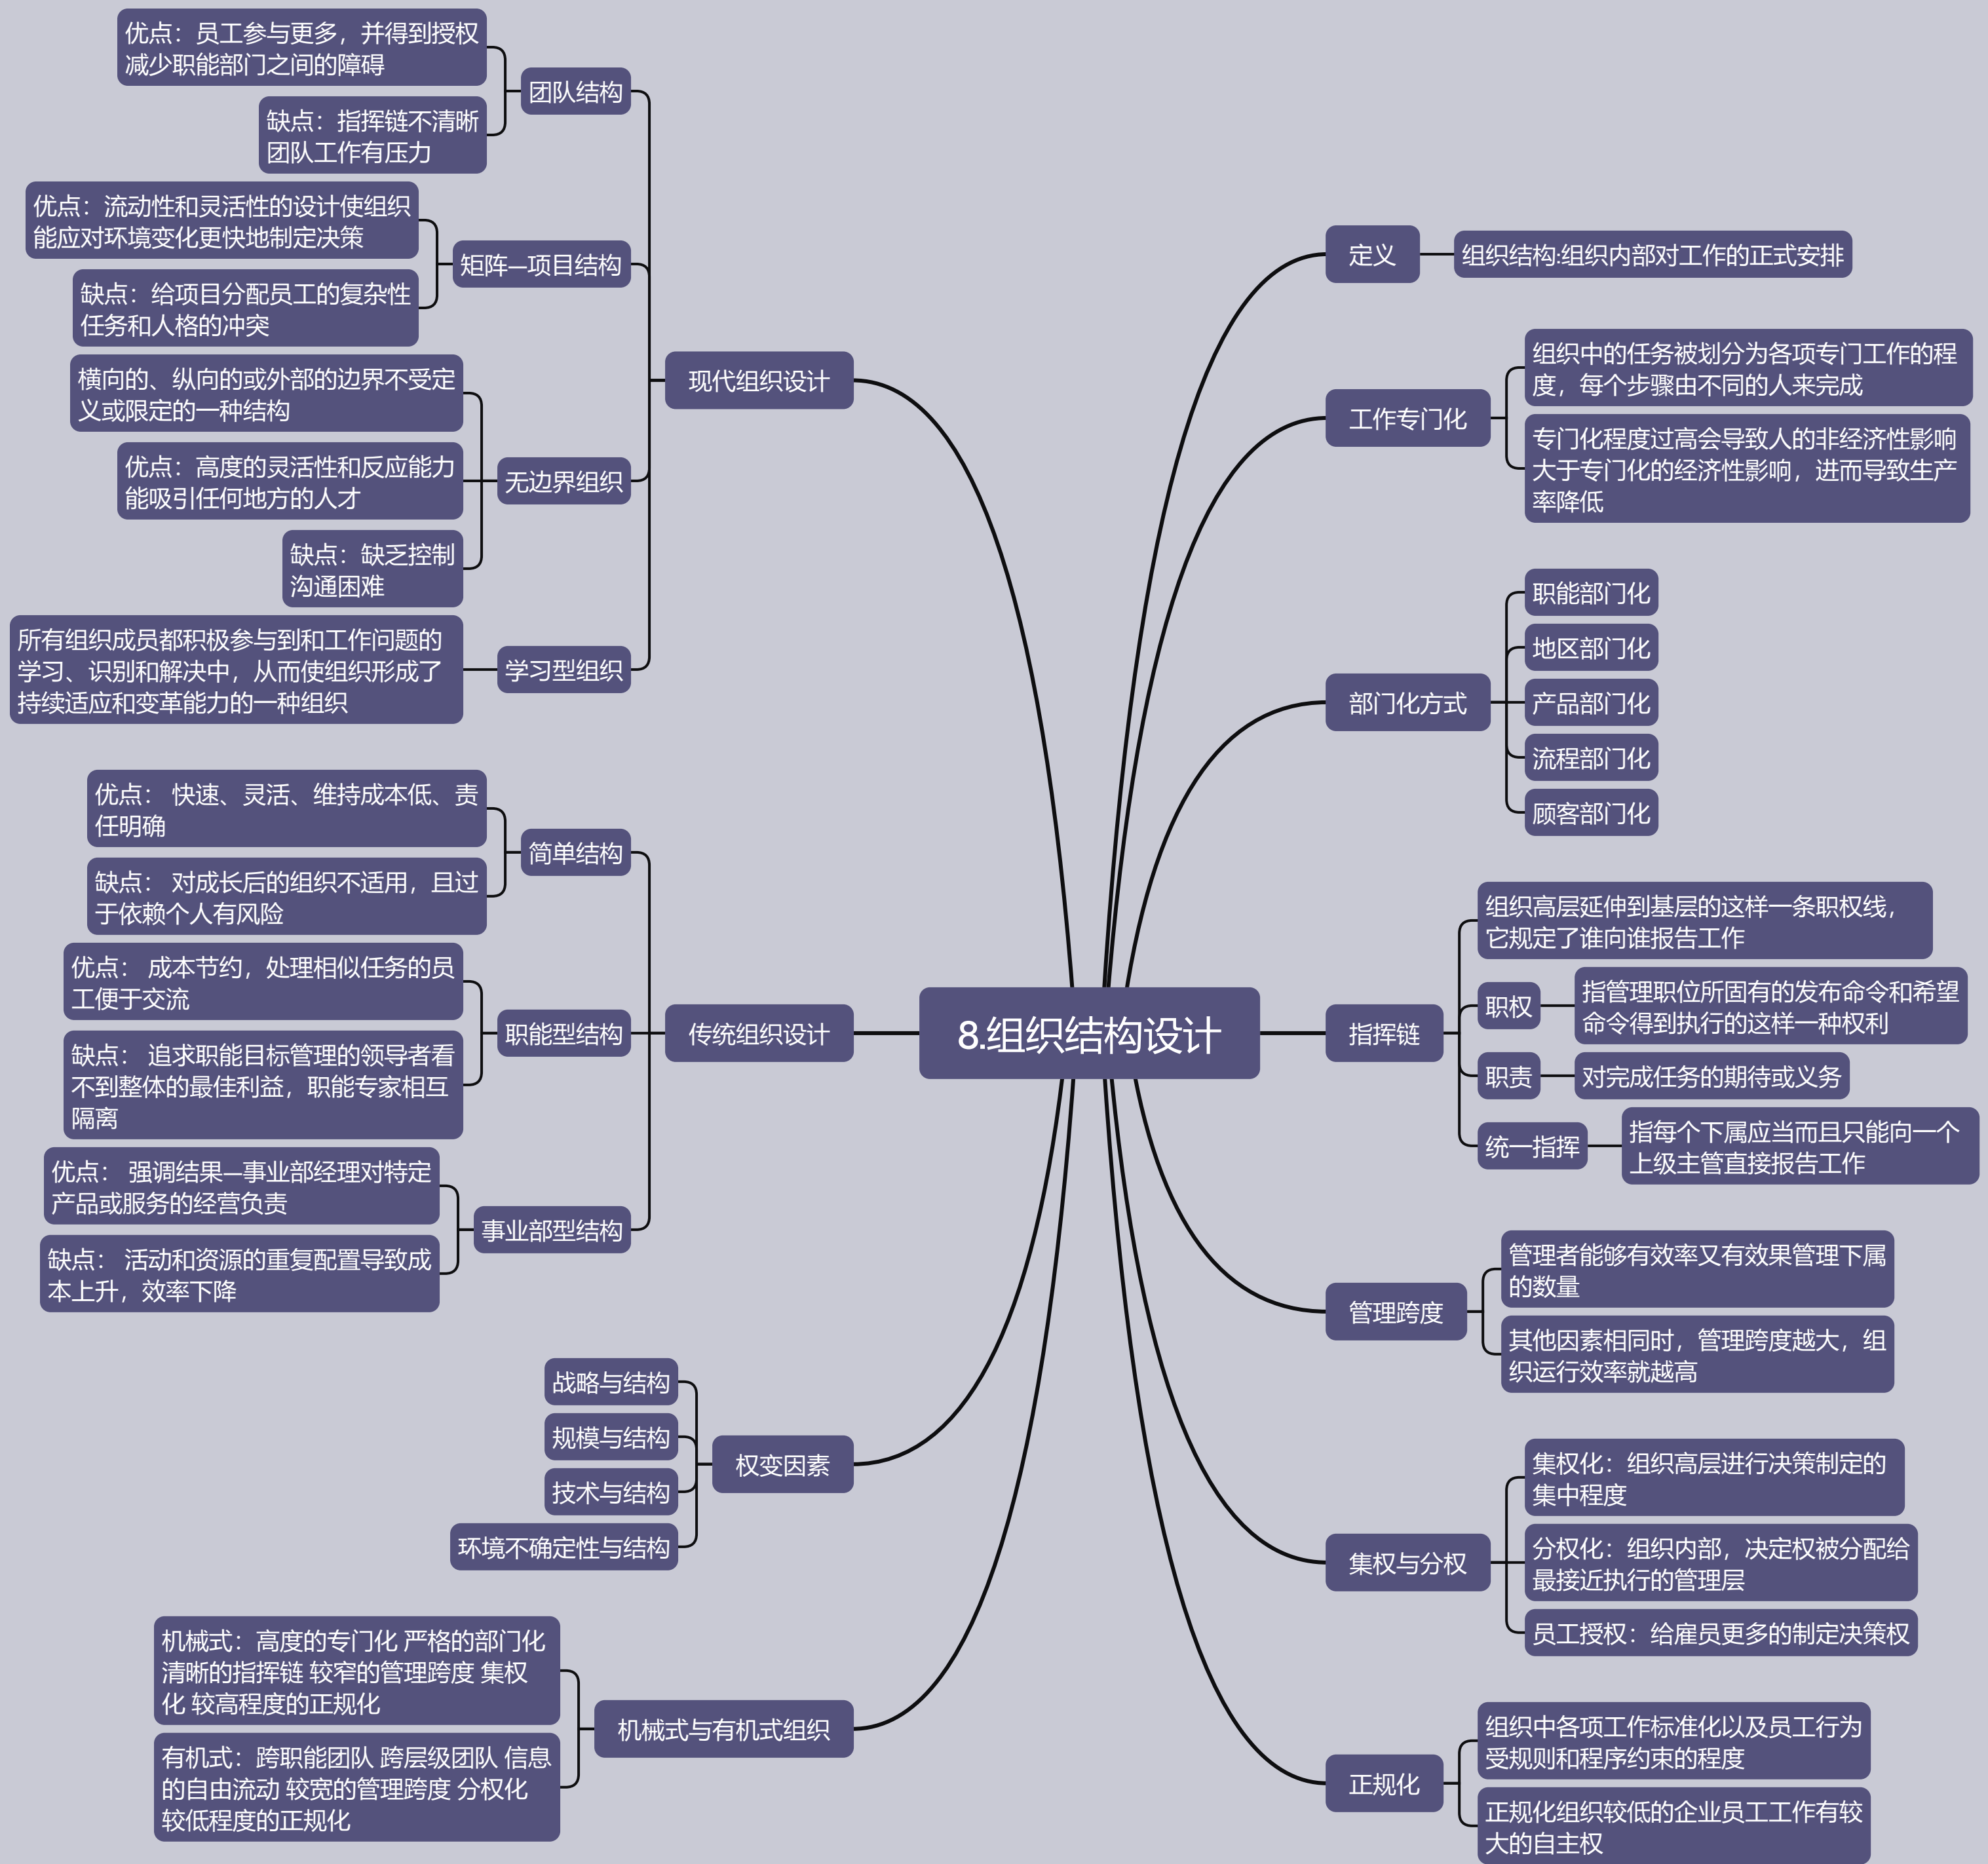 8.组织结构设计
定义
组织结构:组织内部对工作的正式安排
工作专门化
组织中的任务被划分为各项专门工作的程
度，每个步骤由不同的人来完成
专门化程度过高会导致人的非经济性影响
大于专门化的经济性影响，进而导致生产
率降低
部门化方式
职能部门化
地区部门化
产品部门化
流程部门化
顾客部门化
指挥链
组织高层延伸到基层的这样一条职权线，
它规定了谁向谁报告工作
职权
指管理职位所固有的发布命令和希望
命令得到执行的这样一种权利
职责
对完成任务的期待或义务
统一指挥
指每个下属应当而且只能向一个
上级主管直接报告工作
管理跨度
管理者能够有效率又有效果管理下属
的数量
其他因素相同时，管理跨度越大，组
织运行效率就越高
集权与分权
集权化：组织高层进行决策制定的
集中程度
分权化：组织内部，决定权被分配给
最接近执行的管理层
员工授权：给雇员更多的制定决策权
正规化
组织中各项工作标准化以及员工行为
受规则和程序约束的程度
正规化组织较低的企业员工工作有较
大的自主权
现代组织设计
团队结构
优点：员工参与更多，并得到授权
减少职能部门之间的障碍
缺点：指挥链不清晰
团队工作有压力
矩阵—项目结构
优点：流动性和灵活性的设计使组织
能应对环境变化更快地制定决策
缺点：给项目分配员工的复杂性
任务和人格的冲突
无边界组织
横向的、纵向的或外部的边界不受定
义或限定的一种结构
优点：高度的灵活性和反应能力
能吸引任何地方的人才
缺点：缺乏控制
沟通困难
学习型组织
所有组织成员都积极参与到和工作问题的
学习、识别和解决中，从而使组织形成了
持续适应和变革能力的一种组织
传统组织设计
简单结构
优点： 快速、灵活、维持成本低、责
任明确
缺点： 对成长后的组织不适用，且过
于依赖个人有风险
职能型结构
优点： 成本节约，处理相似任务的员
工便于交流
缺点： 追求职能目标管理的领导者看
不到整体的最佳利益，职能专家相互
隔离
事业部型结构
优点： 强调结果—事业部经理对特定
产品或服务的经营负责
缺点： 活动和资源的重复配置导致成
本上升，效率下降
权变因素
战略与结构
规模与结构
技术与结构
环境不确定性与结构
机械式与有机式组织
机械式：高度的专门化 严格的部门化
清晰的指挥链 较窄的管理跨度 集权
化 较高程度的正规化
有机式：跨职能团队 跨层级团队 信息
的自由流动 较宽的管理跨度 分权化
较低程度的正规化